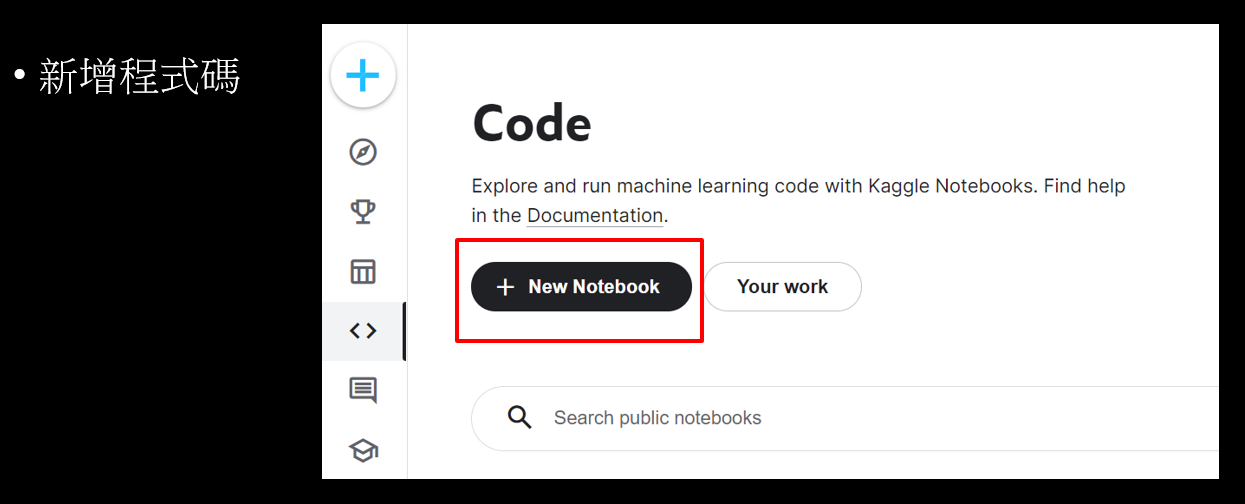 • 新增程式碼
Code
Explore and run machine learning code with Kaggle Notebooks. Find help
in the Documentation.
+ New Notebook
Your work
Search public notebooks